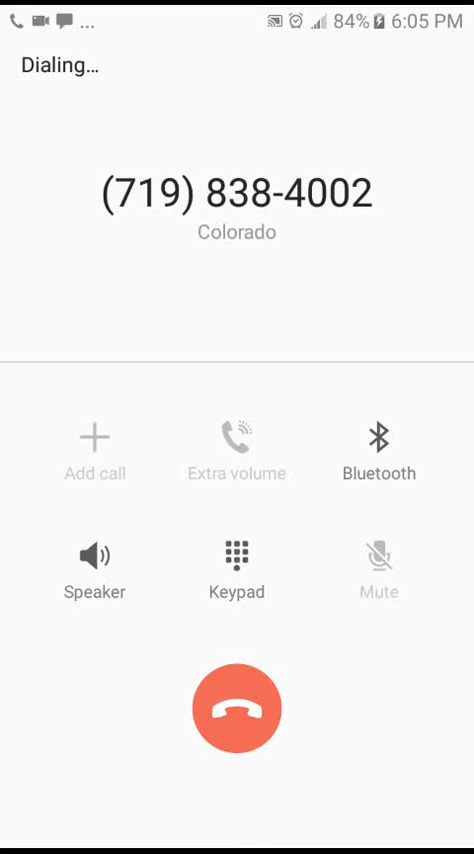 ... 84% 6:05 PM
Dialing...
(719) 838-4002
Colorado
Add call Extra volume Bluetooth
Speaker Keypad Mute